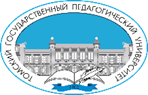 ТОМСКИЙ ГОСУДАРСТВЕННЫЙ ПЕДАГОГИЧЕСКИЙ УНИВЕРСИТЕТ